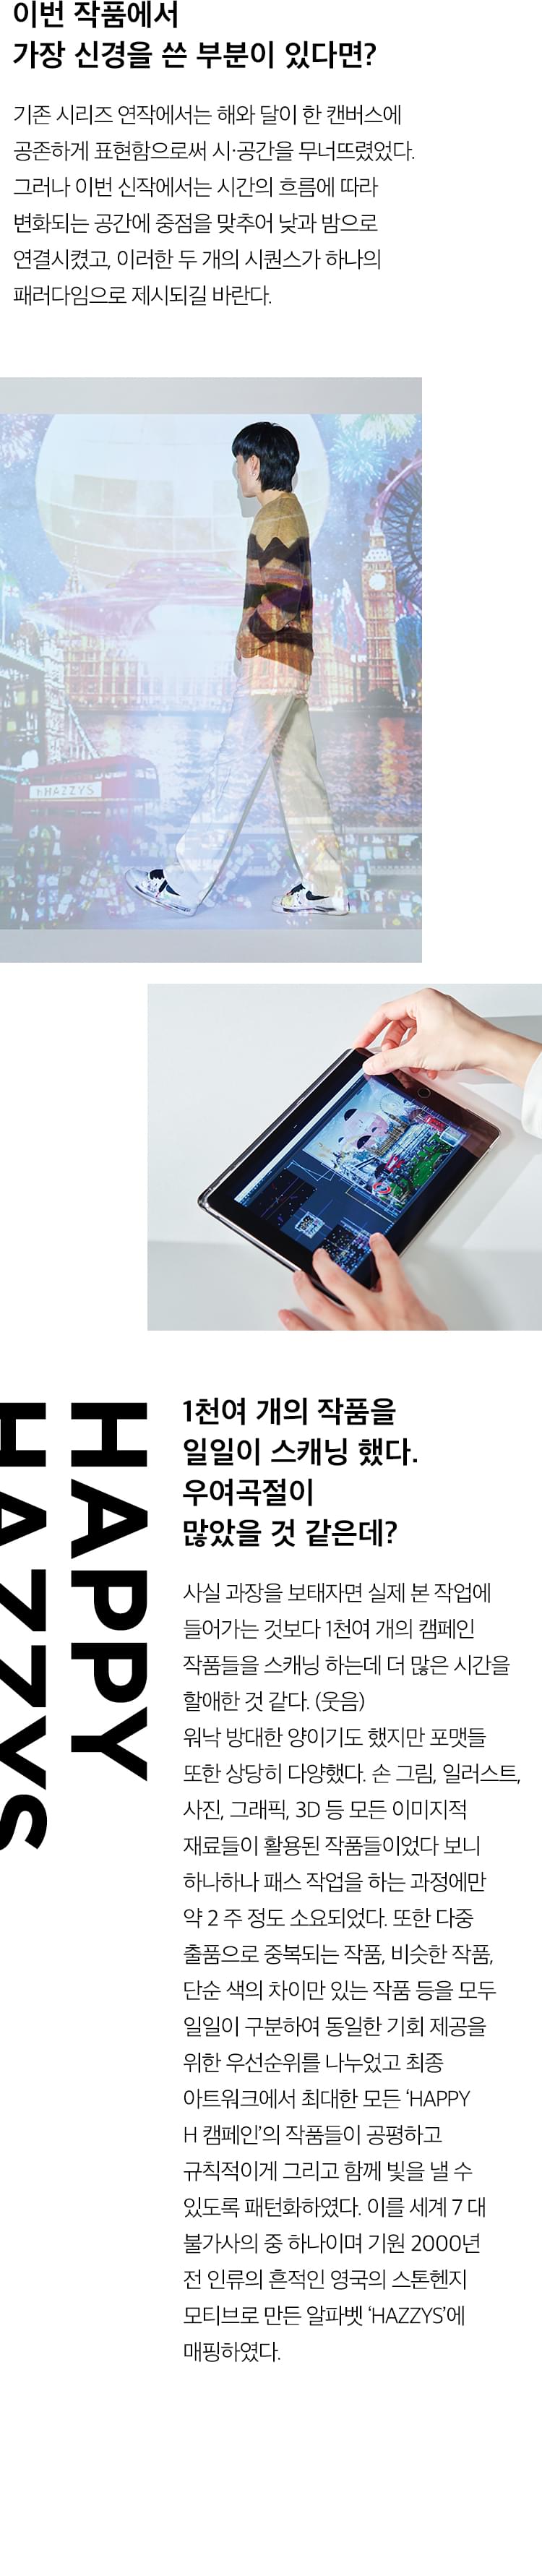 이번 작품에서
가장 신경을 쓴 부분이 있다면?
기존 시리즈 연작에서는 해와 달이 한 캔버스에
공존하게 표현함으로써 시·공간을 무너뜨렸었다.
그러나 이번 신작에서는 시간의 흐름에 따라
변화되는 공간에 중점을 맞추어 낮과 밤으로
연결시켰고, 이러한 두 개의 시퀀스가 하나의
패러다임으로 제시되길 바란다.
HAZZYS
HAPPY
HAZZYS
1천여 개의 작품을
일일이 스캐닝 했다.
우여곡절이
많았을 것 같은데?
사실 과장을 보태자면 실제 본 작업에
들어가는 것보다 1천여 개의 캠페인
작품들을 스캐닝 하는데 더 많은 시간을
할애한 것 같다. (웃음)
워낙 방대한 양이기도 했지만 포맷들
또한 상당히 다양했다. 손 그림, 일러스트,
사진, 그래픽, 3D 등 모든 이미지적
재료들이 활용된 작품들이었다 보니
하나하나 패스 작업을 하는 과정에만
약 2 주 정도 소요되었다. 또한 다중
출품으로 중복되는 작품, 비슷한 작품,
단순 색의 차이만 있는 작품 등을 모두
일일이 구분하여 동일한 기회 제공을
위한 우선순위를 나누었고 최종
아트워크에서 최대한 모든 ‘HAPPY
H 캠페인’의 작품들이 공평하고
규칙적이게 그리고 함께 빛을 낼 수
있도록 패턴화하였다. 이를 세계 7 대
불가사의 중 하나이며 기원 2000년
전 인류의 흔적인 영국의 스톤헨지
모티브로 만든 알파벳 ‘HAZZYS’에
매핑하였다.